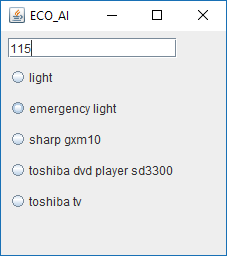 ECO_AI
115
light
emergency light
sharp gxm10
toshiba dvd player sd3300
toshiba tv